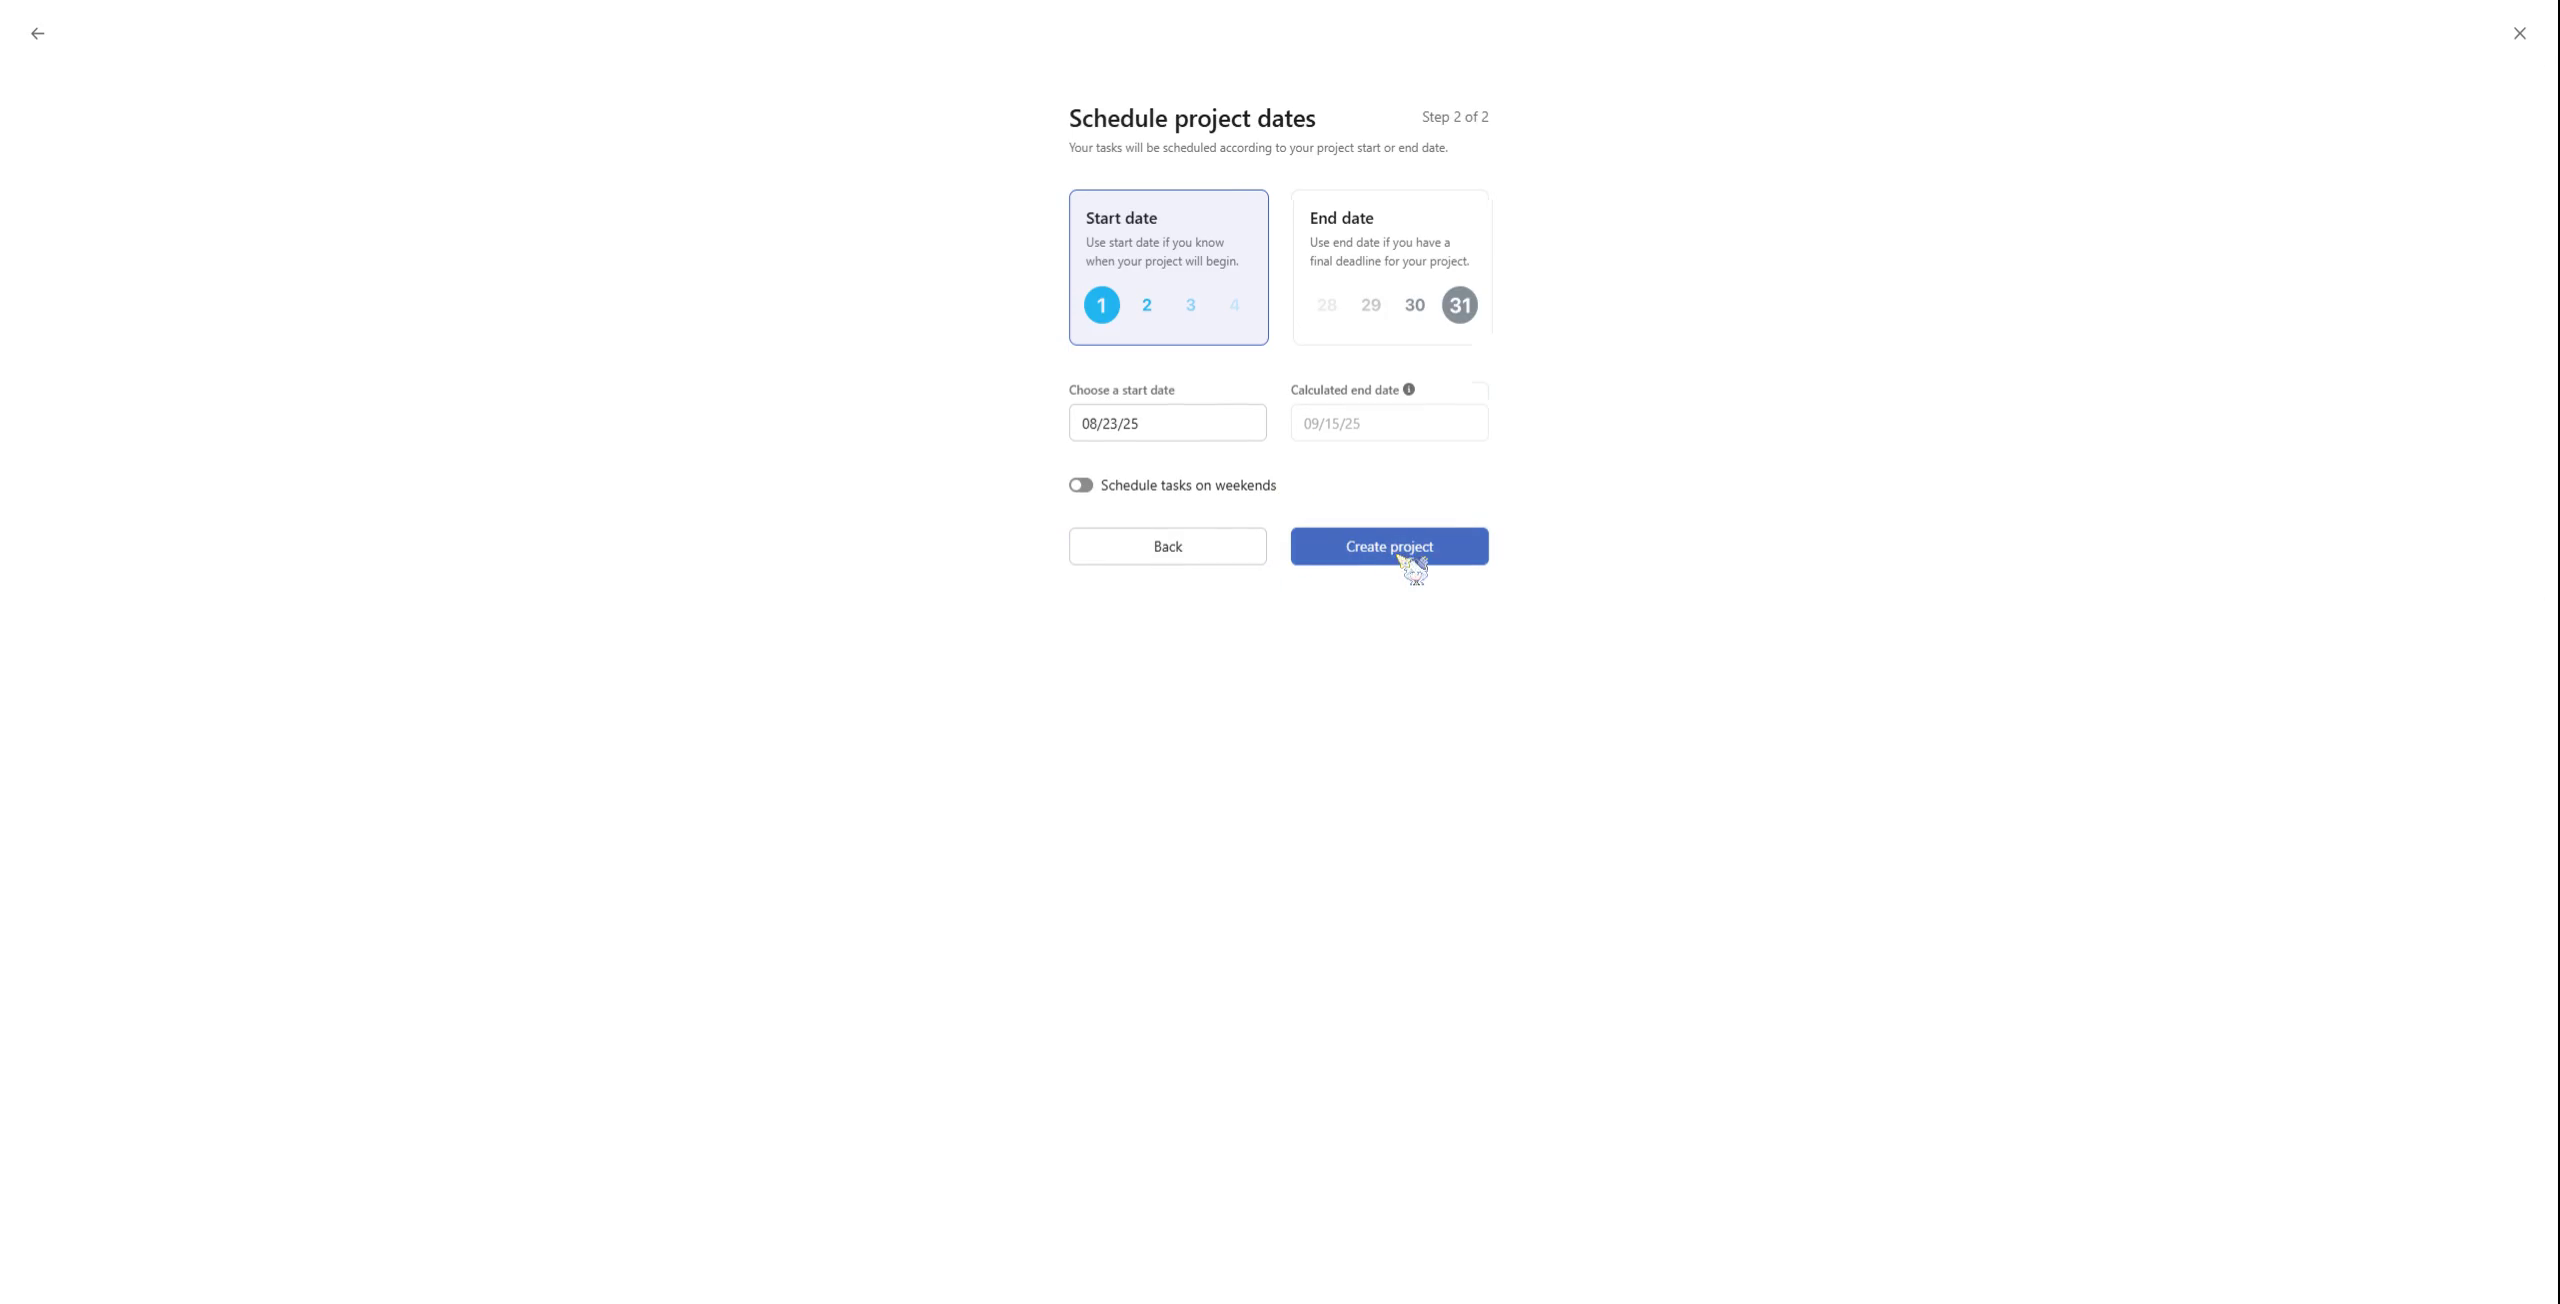 Schedule project dates
Step 2 of 2
Your tasks will be scheduled according to your project start or end date.
Start date
Use start date if you know
when your project will begin.
1 2 3 4
End date
Use end date if you have a
final deadline for your project.
28 29 30 31
Choose a start date
08/23/25
Calculated end date
09/15/25
Schedule tasks on weekends
Back
Create project